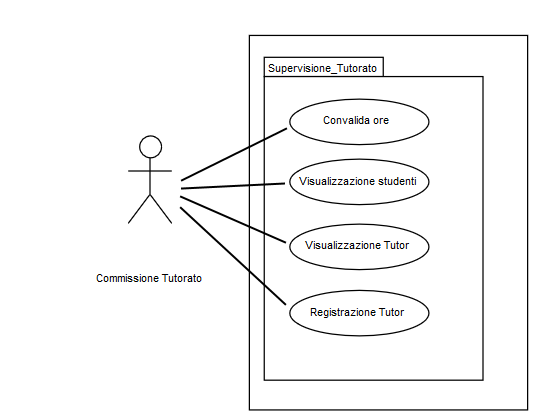 Supervisione_Tutorato
Convalida ore
Visualizzazione studenti
Visualizzazione Tutor
Registrazione Tutor
Commissione Tutorato